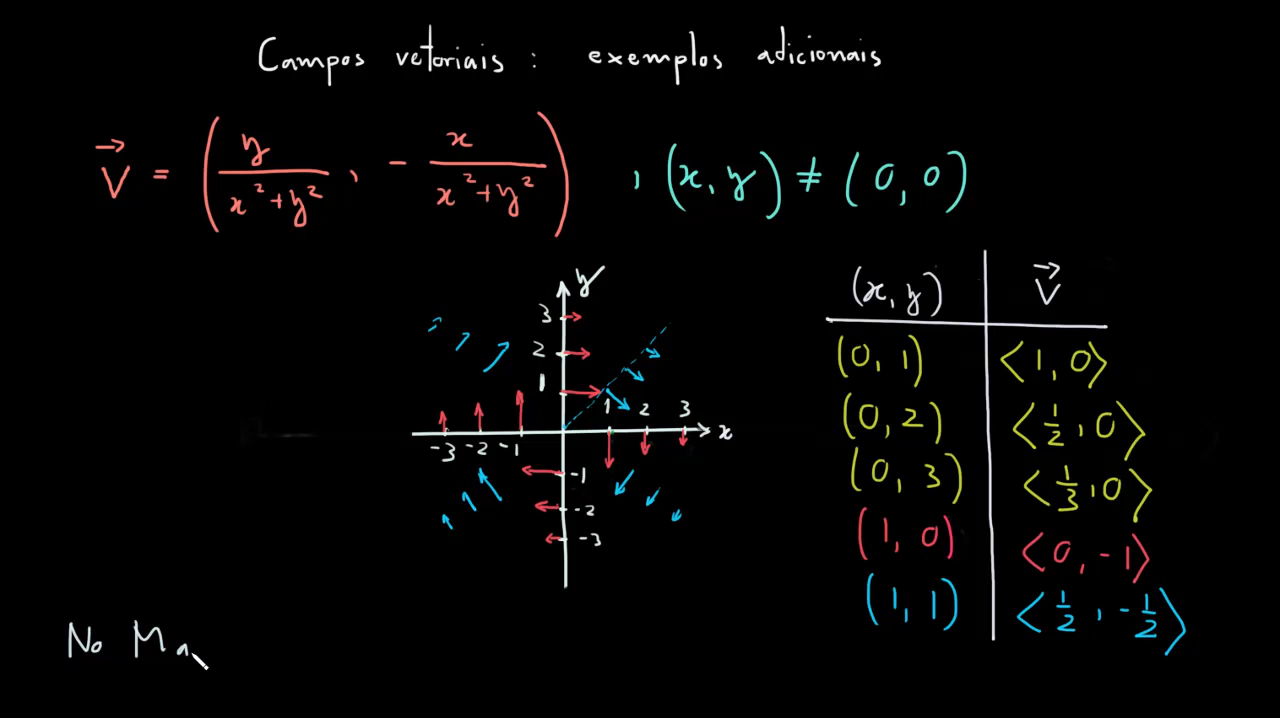 Campos vetoriais : exemplos adicionais
V⃗ = ( y / (x² + y²) , - x / (x² + y²) ) , (x, y) ≠ (0, 0)
y
3
2
1
1 2 3
x
-3 -2 -1
-1
-2
-3
(x, y) V⃗
(0, 1) ⟨1, 0⟩
(0, 2) ⟨1/2, 0⟩
(0, 3) ⟨1/3, 0⟩
(1, 0) ⟨0, -1⟩
(1, 1) ⟨1/2, -1/2⟩
No Ma